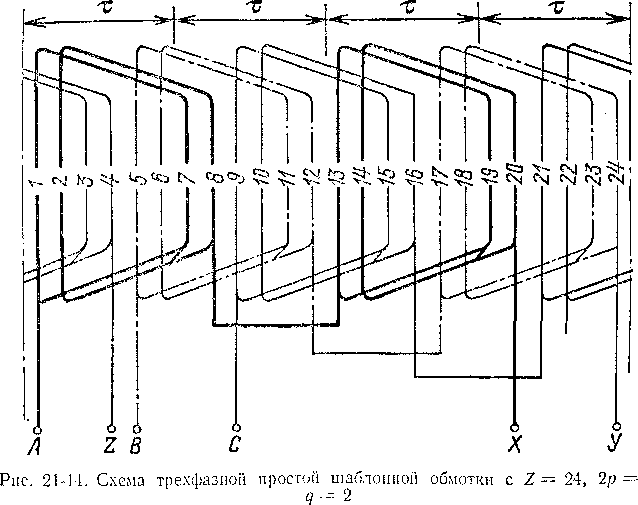 τ τ τ τ
1 2 3 4 5 6 7 8 9 10 11 12 13 14 15 16 17 18 19 20 21 22 23 24
A Z B C X Y
Рис. 21-14. Схема трехфазной простой шаблонной обмотки с Z = 24, 2p =
q = 2